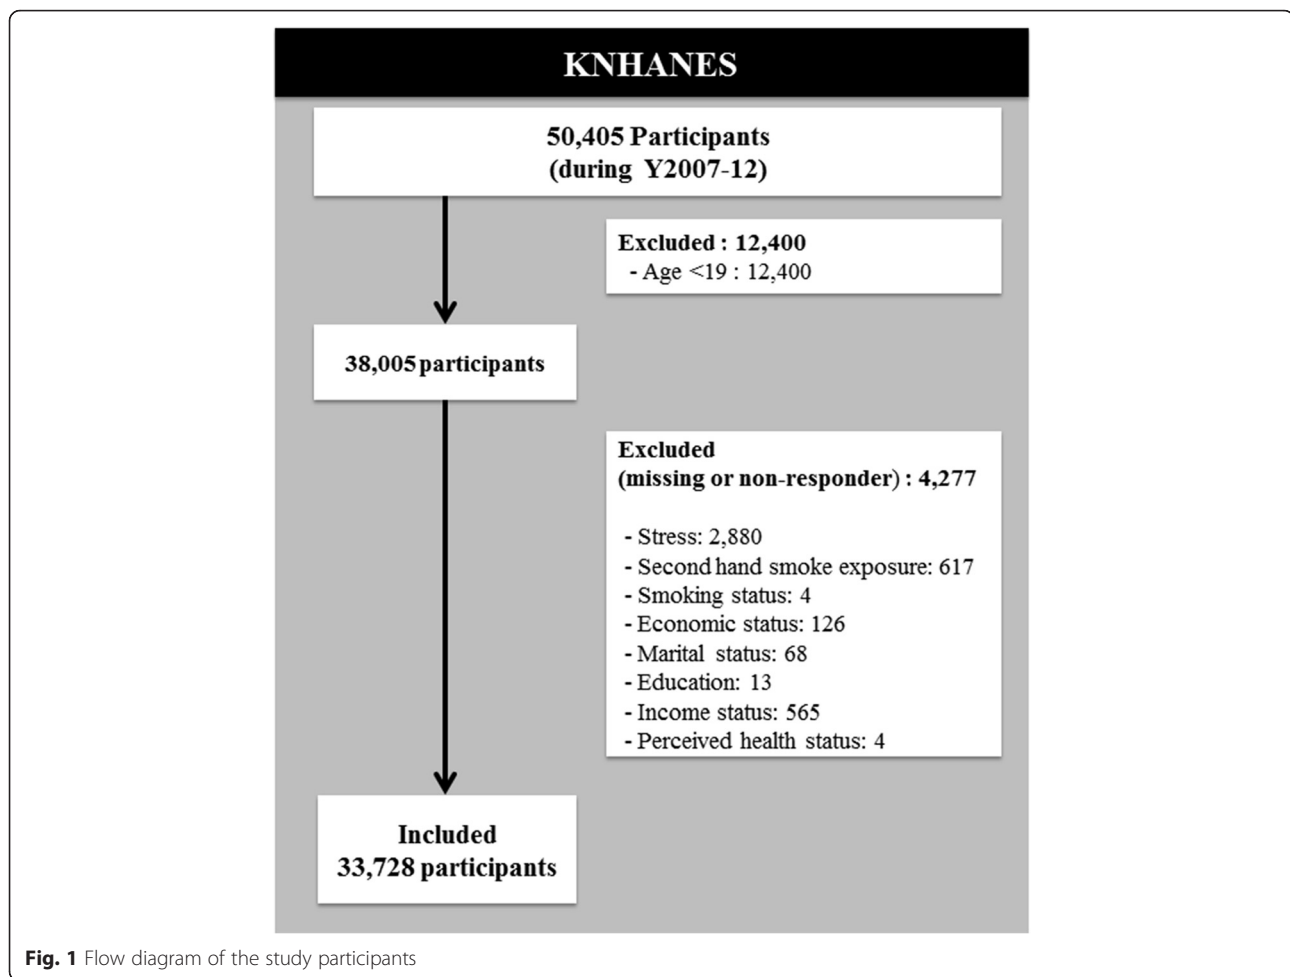 KNHANES
50,405 Participants
(during Y2007-12)
Excluded : 12,400
- Age <19 : 12,400
38,005 participants
Excluded
(missing or non-responder) : 4,277
- Stress: 2,880
- Second hand smoke exposure: 617
- Smoking status: 4
- Economic status: 126
- Marital status: 68
- Education: 13
- Income status: 565
- Perceived health status: 4
Included
33,728 participants
Fig. 1 Flow diagram of the study participants